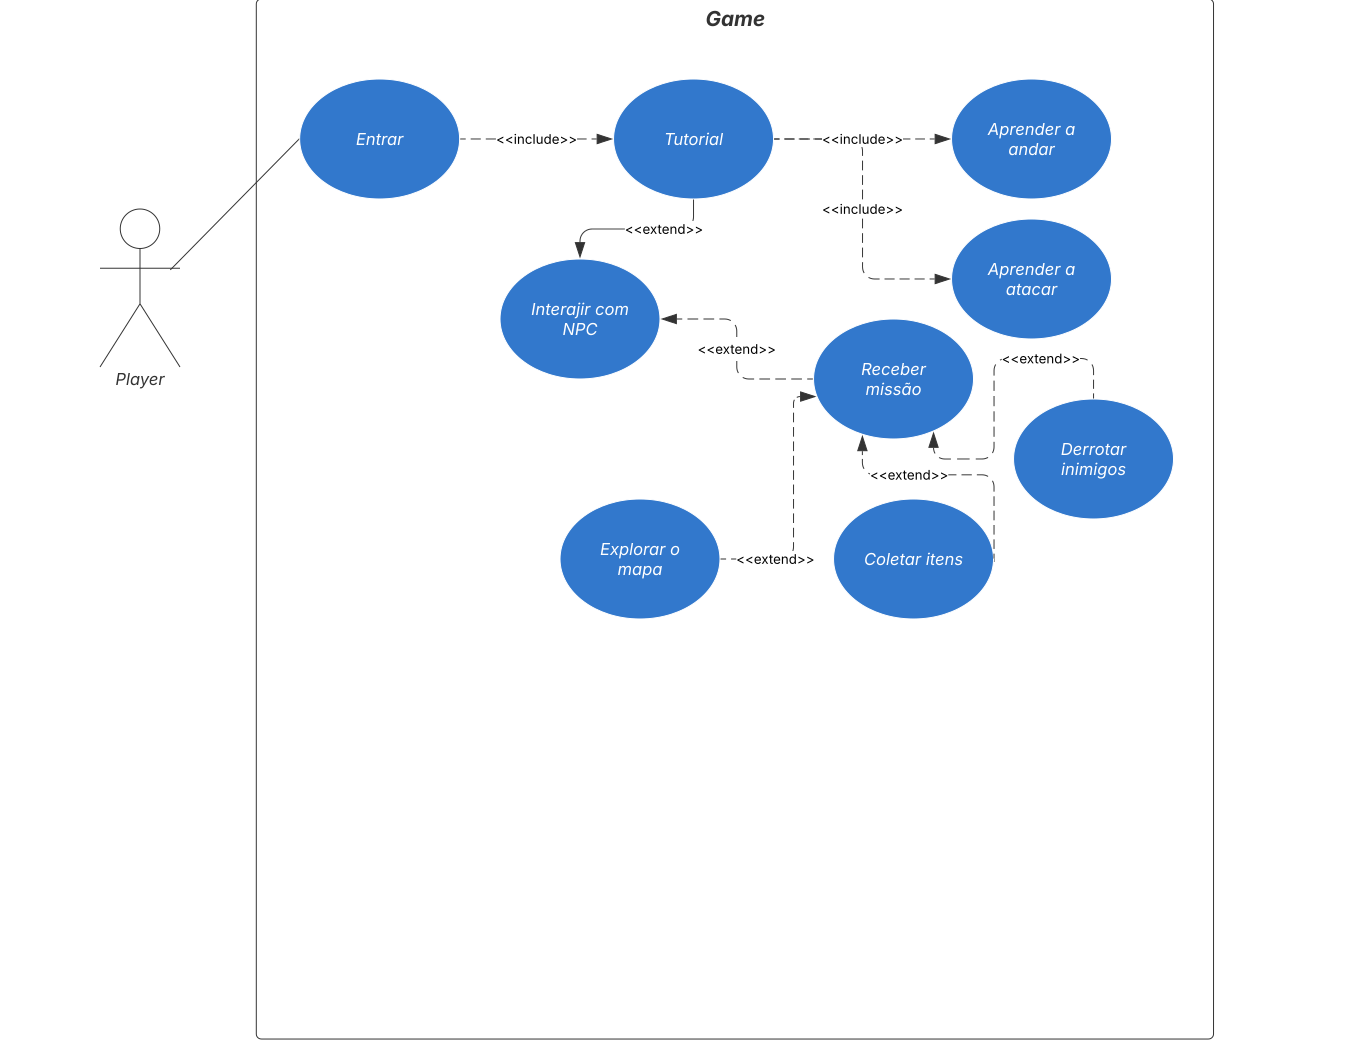 Game
Entrar
<<include>>
Tutorial
<<include>>
Aprender a
andar
<<include>>
<<extend>>
Aprender a
atacar
Interajir com
NPC
<<extend>>
Receber
missão
<<extend>>
Player
Derrotar
inimigos
<<extend>>
Explorar o
mapa
<<extend>>
Coletar itens